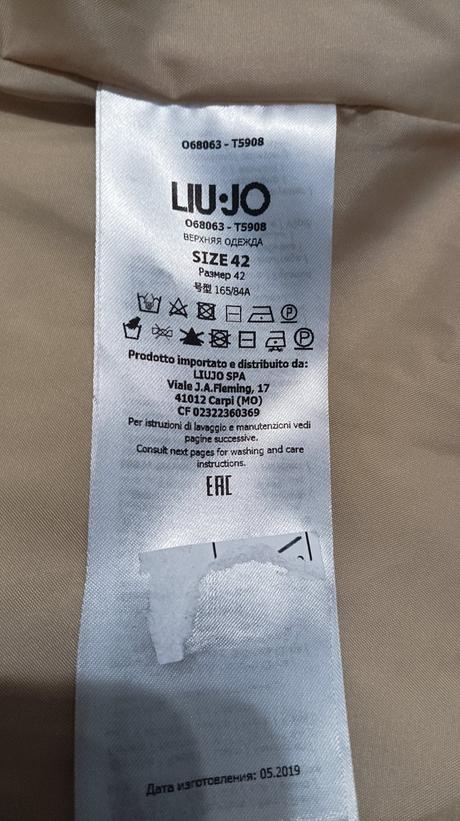 O68063 - T5908
LIU·JO
O68063 - T5908
ВЕРХНЯЯ ОДЕЖДА
SIZE 42
Размер 42
号型 165/84A
Prodotto importato e distribuito da:
LIUJO SPA
Viale J.A.Fleming, 17
41012 Carpi (MO)
CF 02322360369
Per istruzioni di lavaggio e manutenzioni vedi
pagine successive.
Consult next pages for washing and care
instructions.
EAC
Дата изготовления: 05.2019